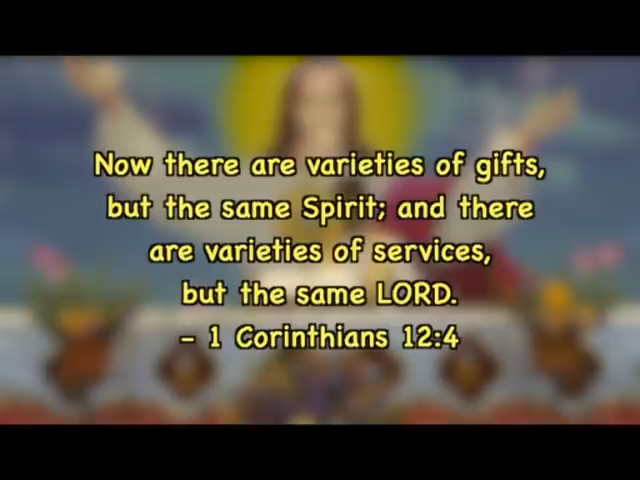 Now there are varieties of gifts,
but the same Spirit; and there
are varieties of services,
but the same LORD.
- 1 Corinthians 12:4